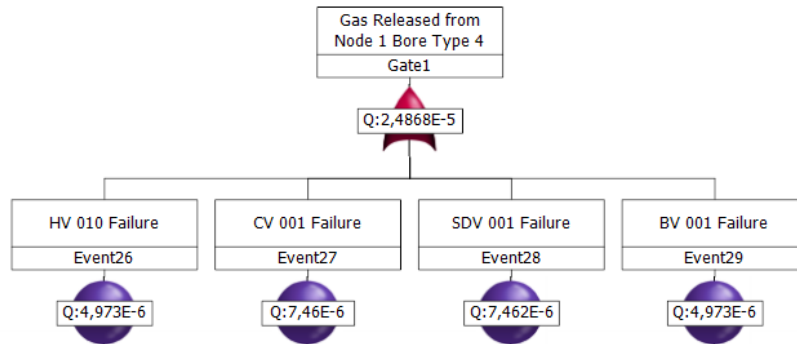 Gas Released from
Node 1 Bore Type 4
Gate1
Q:2,4868E-5
HV 010 Failure
CV 001 Failure
SDV 001 Failure
BV 001 Failure
Event26
Event27
Event28
Event29
Q:4,973E-6
Q:7,46E-6
Q:7,462E-6
Q:4,973E-6